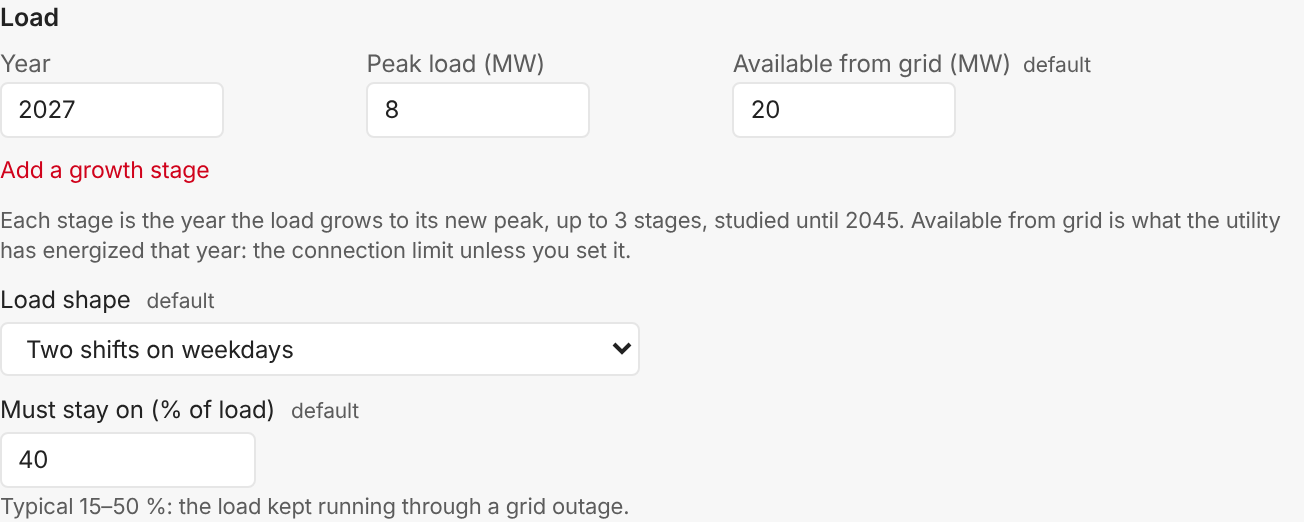 Load
Year
Peak load (MW)
Available from grid (MW) default
2027
8
20
Add a growth stage
Each stage is the year the load grows to its new peak, up to 3 stages, studied until 2045. Available from grid is what the utility
has energized that year: the connection limit unless you set it.
Load shape default
Two shifts on weekdays
Must stay on (% of load) default
40
Typical 15–50 %: the load kept running through a grid outage.